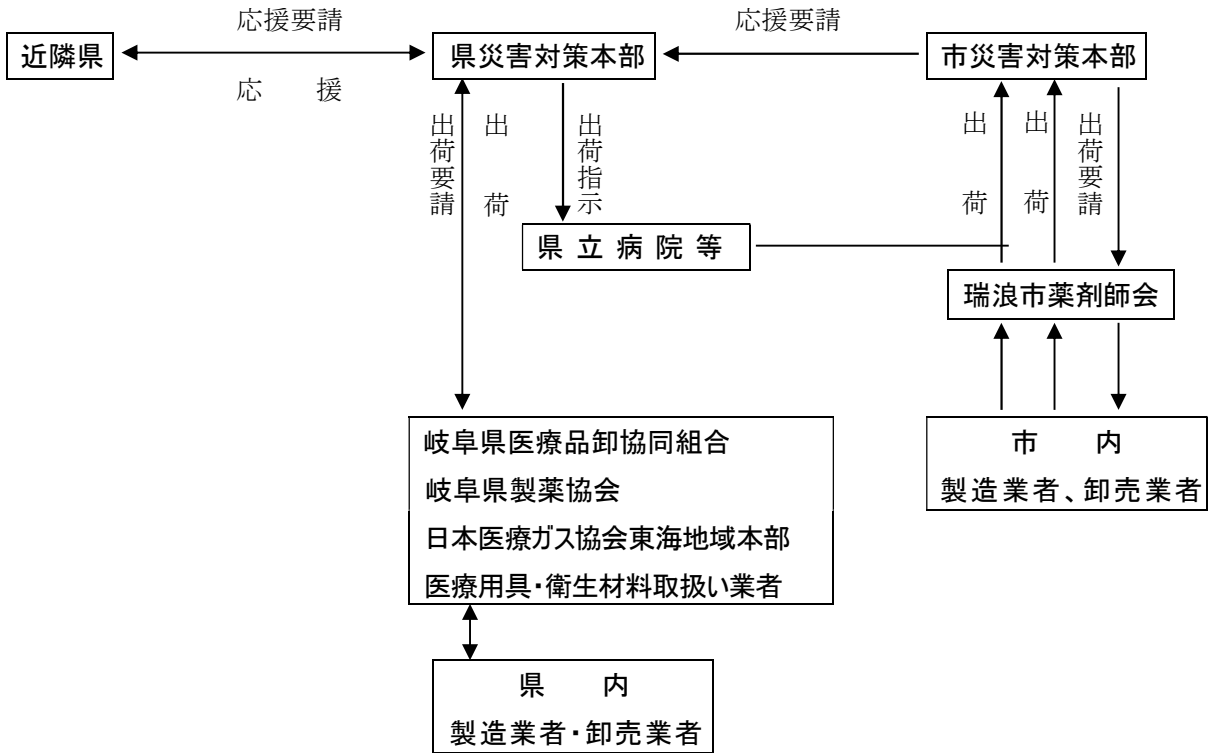 応援要請
応援要請
近隣県
県災害対策本部
市災害対策本部
応　　援
出荷要請
出　　荷
出荷指示
出　　荷
出　　荷
出荷要請
県 立 病 院 等
瑞浪市薬剤師会
岐阜県医療品卸協同組合
岐阜県製薬協会
日本医療ガス協会東海地域本部
医療用具・衛生材料取扱い業者
市　　内
製造業者、卸売業者
県　　内
製造業者・卸売業者